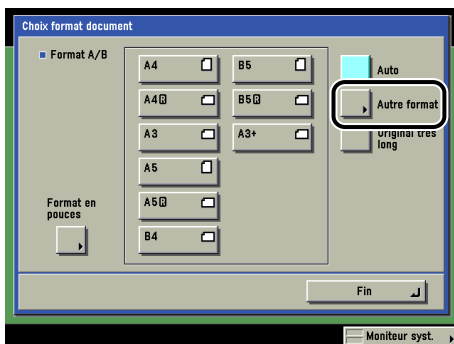 Choix format document
Format A/B
A4
B5
Auto
A4R
B5R
Autre format
A3
A3+
Original très
long
A5
Format en
pouces
A5R
B4
Fin
Moniteur syst.